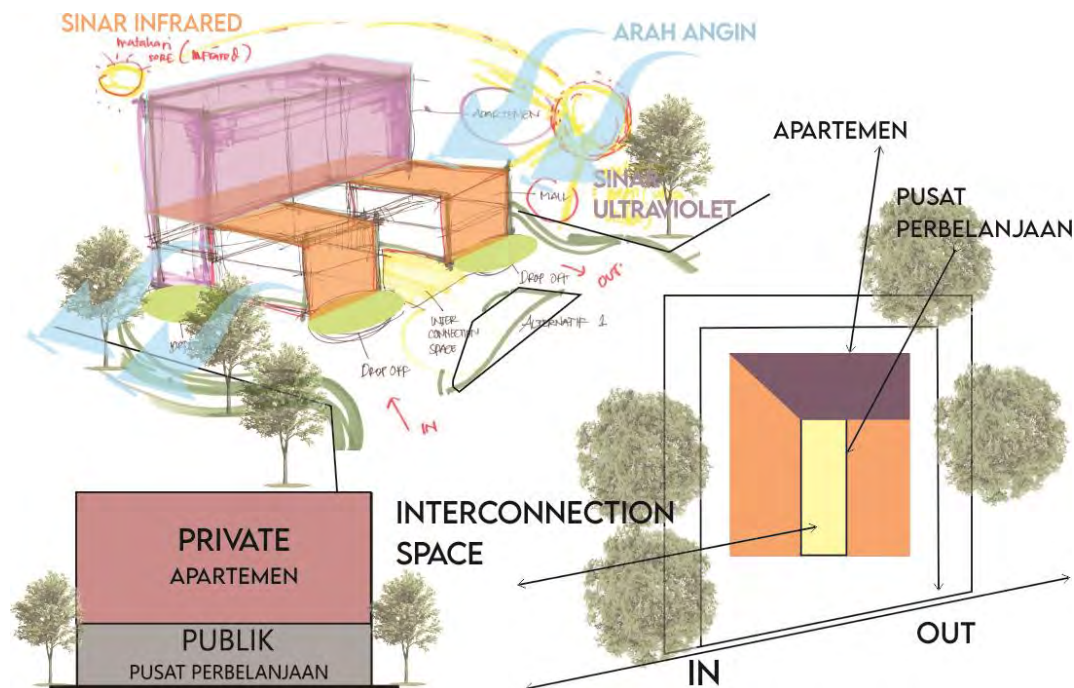 SINAR INFRARED
matahari
SORE (Infrared)
ARAH ANGIN
APARTEMEN
MALL
SINAR
ULTRAVIOLET
DROP OFF
OUT.
INTER
CONNECTION
SPACE
ALTERNATIF 1
DROP OFF
IN
APARTEMEN
PUSAT
PERBELANJAAN
PRIVATE
APARTEMEN
PUBLIK
PUSAT PERBELANJAAN
INTERCONNECTION
SPACE
IN
OUT